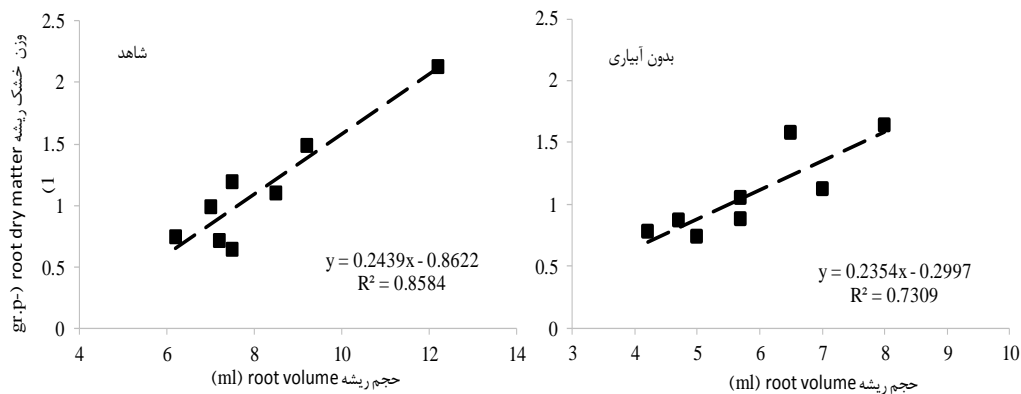 وزن خشک ریشه root dry matter (gr.p-
1)
2.5
2
1.5
1
0.5
0
شاهد
y = 0.2439x - 0.8622
R² = 0.8584
4 6 8 10 12 14
حجم ریشه root volume (ml)
2.5
2
1.5
1
0.5
0
بدون آبیاری
y = 0.2354x - 0.2997
R² = 0.7309
3 4 5 6 7 8 9 10
حجم ریشه root volume (ml)